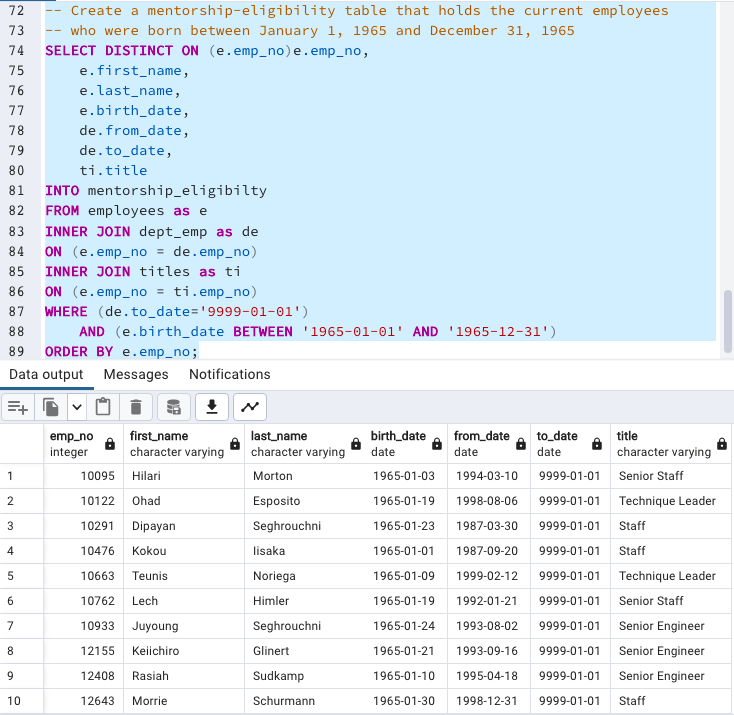 72 -- Create a mentorship-eligibility table that holds the current employees
73 -- who were born between January 1, 1965 and December 31, 1965
74 SELECT DISTINCT ON (e.emp_no)e.emp_no,
75 e.first_name,
76 e.last_name,
77 e.birth_date,
78 de.from_date,
79 de.to_date,
80 ti.title
81 INTO mentorship_eligibilty
82 FROM employees as e
83 INNER JOIN dept_emp as de
84 ON (e.emp_no = de.emp_no)
85 INNER JOIN titles as ti
86 ON (e.emp_no = ti.emp_no)
87 WHERE (de.to_date='9999-01-01')
88 AND (e.birth_date BETWEEN '1965-01-01' AND '1965-12-31')
89 ORDER BY e.emp_no;
Data output Messages Notifications
emp_no first_name last_name birth_date from_date to_date title
integer character varying character varying date date date character varying
1 10095 Hilari Morton 1965-01-03 1994-03-10 9999-01-01 Senior Staff
2 10122 Ohad Esposito 1965-01-19 1998-08-06 9999-01-01 Technique Leader
3 10291 Dipayan Seghrouchni 1965-01-23 1987-03-30 9999-01-01 Staff
4 10476 Kokou Iisaka 1965-01-01 1987-09-20 9999-01-01 Staff
5 10663 Teunis Noriega 1965-01-09 1999-02-12 9999-01-01 Technique Leader
6 10762 Lech Himler 1965-01-19 1992-01-21 9999-01-01 Senior Staff
7 10933 Juyoung Seghrouchni 1965-01-24 1993-08-02 9999-01-01 Senior Engineer
8 12155 Keiichiro Glinert 1965-01-21 1993-09-16 9999-01-01 Senior Engineer
9 12408 Rasiah Sudkamp 1965-01-10 1995-04-18 9999-01-01 Senior Engineer
10 12643 Morrie Schurmann 1965-01-30 1998-12-31 9999-01-01 Staff